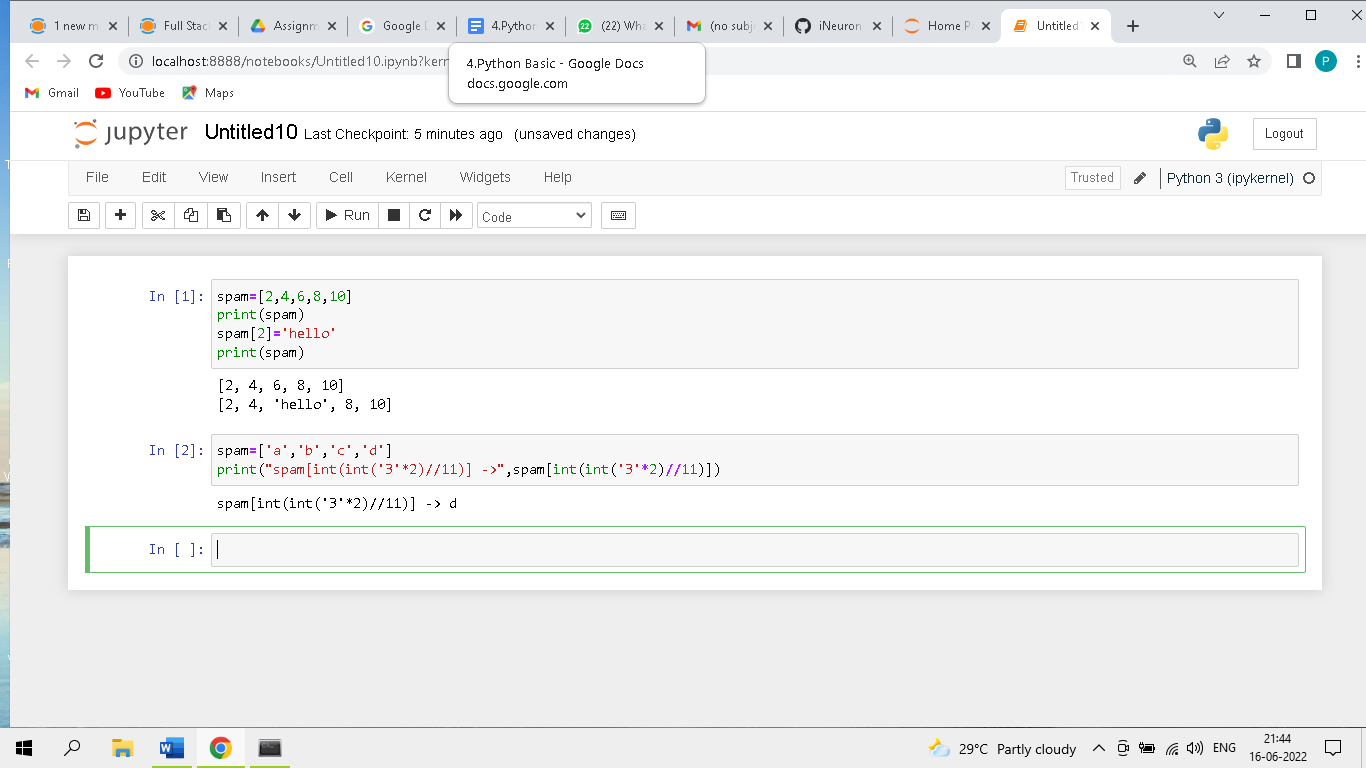 1 new m
Full Stac
Assignm
Google D
4.Python
22
(22) Wha
(no subj
iNeuron
Home P
Untitled
localhost:8888/notebooks/Untitled10.ipynb?kern
P
4.Python Basic - Google Docs
docs.google.com
Gmail
YouTube
Maps
jupyter
Untitled10 Last Checkpoint: 5 minutes ago (unsaved changes)
Logout
File
Edit
View
Insert
Cell
Kernel
Widgets
Help
Trusted
Python 3 (ipykernel)
Run
Code
In [1]:
spam=[2,4,6,8,10]
print(spam)
spam[2]='hello'
print(spam)
[2, 4, 6, 8, 10]
[2, 4, 'hello', 8, 10]
In [2]:
spam=['a','b','c','d']
print("spam[int(int('3'*2)//11)] ->",spam[int(int('3'*2)//11)])
spam[int(int('3'*2)//11)] -> d
In [ ]:
29°C Partly cloudy
ENG
21:44
16-06-2022